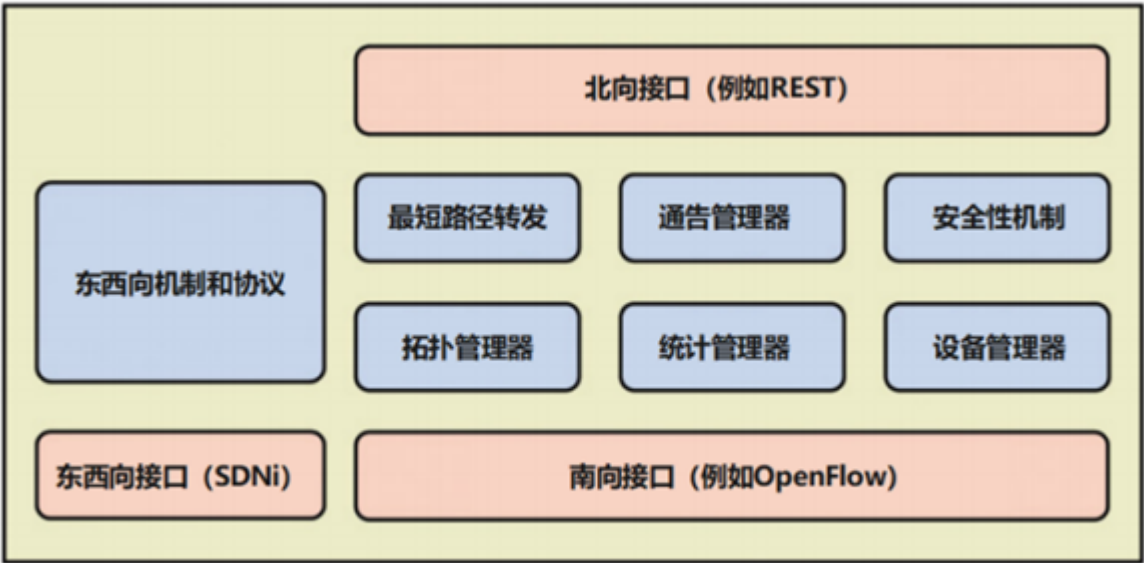 北向接口（例如REST）
最短路径转发
通告管理器
安全性机制
东西向机制和协议
拓扑管理器
统计管理器
设备管理器
东西向接口（SDNi）
南向接口（例如OpenFlow）